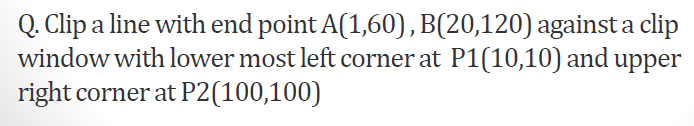 Q. Clip a line with end point A(1,60) , B(20,120) against a clip
window with lower most left corner at P1(10,10) and upper
right corner at P2(100,100)